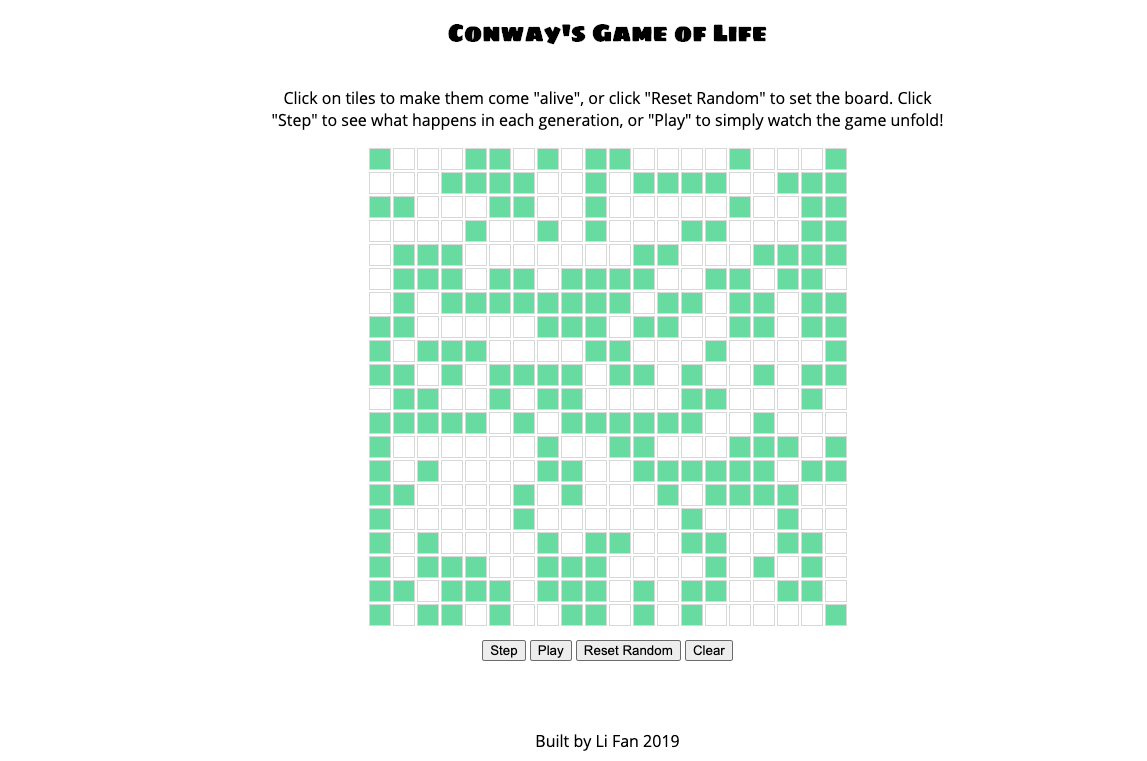 Conway's Game of Life
Click on tiles to make them come "alive", or click "Reset Random" to set the board. Click
"Step" to see what happens in each generation, or "Play" to simply watch the game unfold!
Step Play Reset Random Clear
Built by Li Fan 2019